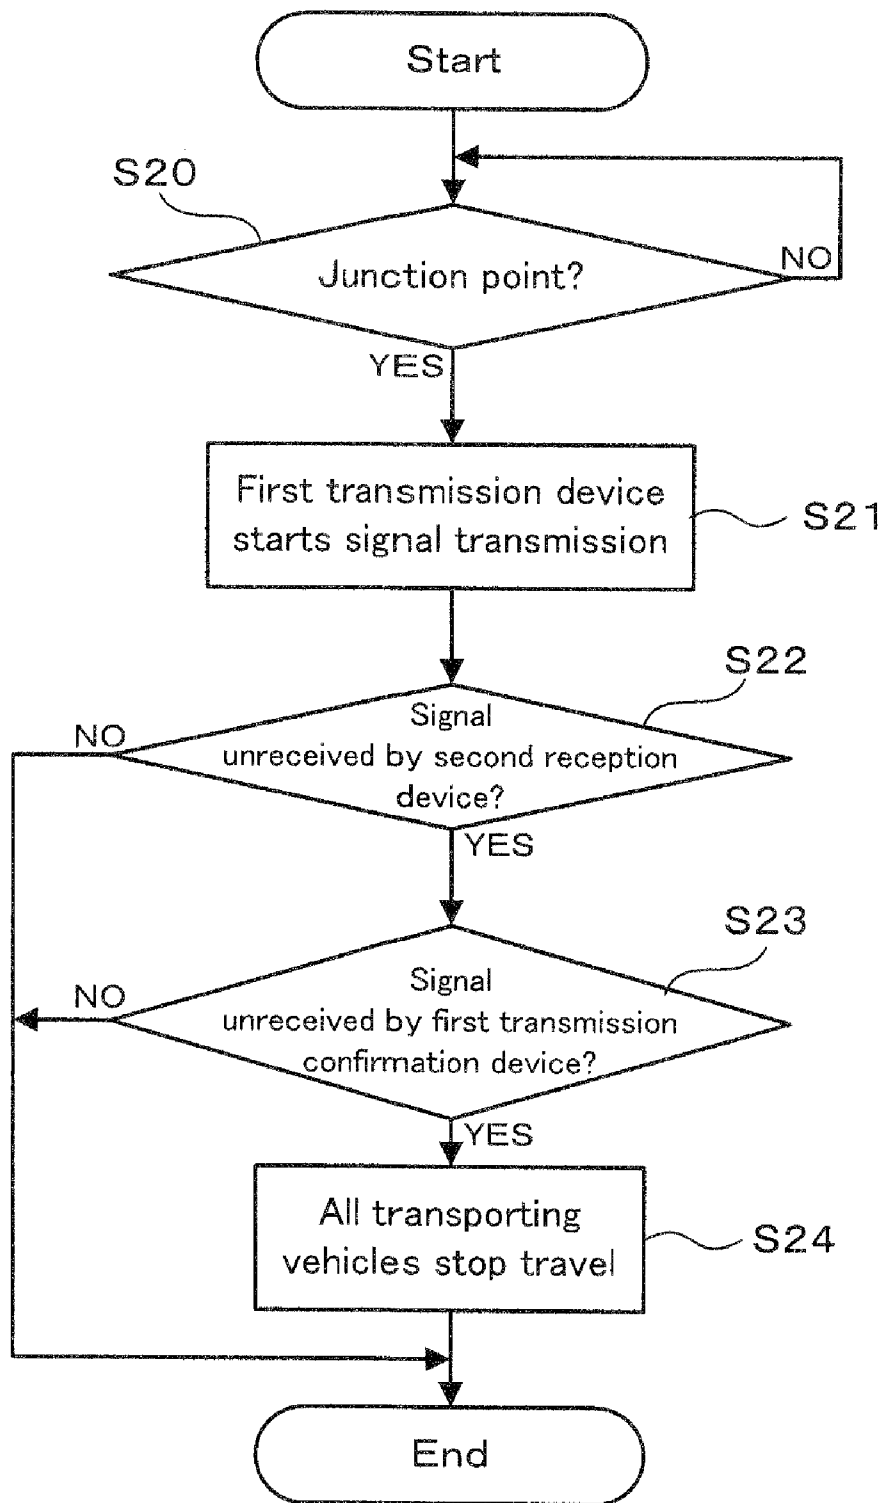 Start
S20
Junction point?
NO
YES
First transmission device
starts signal transmission
S21
S22
Signal
unreceived by second reception
device?
NO
YES
S23
Signal
unreceived by first transmission
confirmation device?
NO
YES
All transporting
vehicles stop travel
S24
End